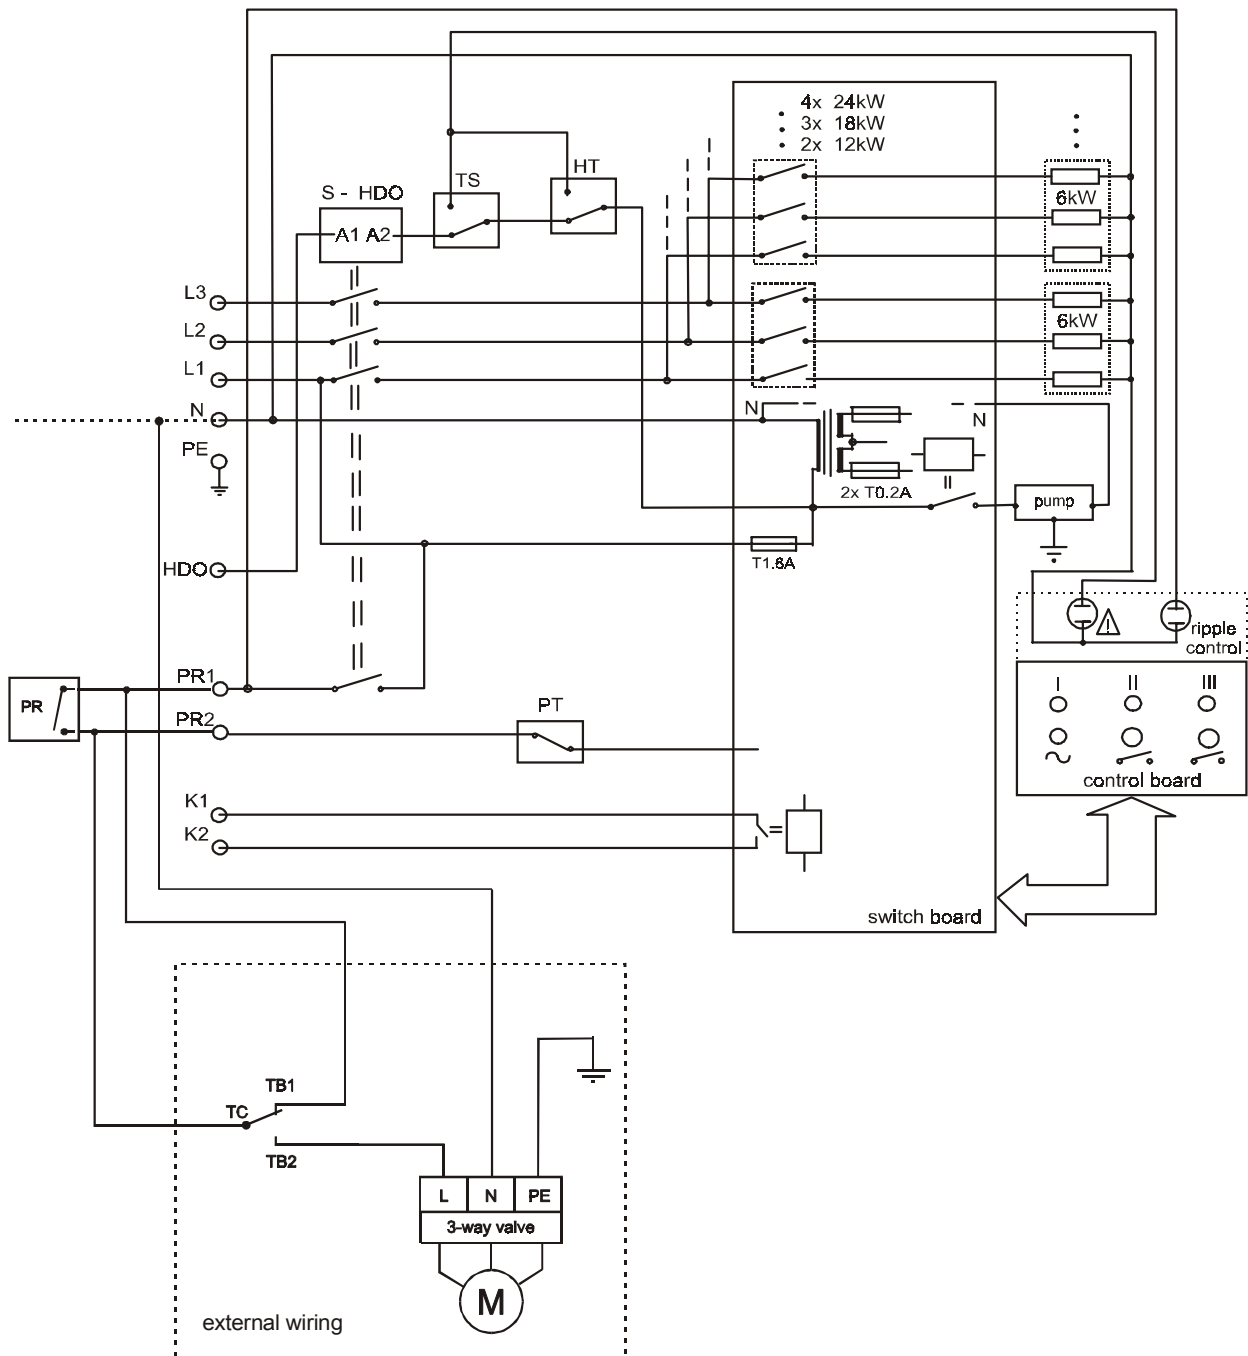 4x 24kW
3x 18kW
2x 12kW
HT
TS
S - HDO
A1 A2
6kW
L3
L2
6kW
L1
N
N
N
PE
2x T0.2A
pump
T1.6A
HDO
ripple
control
PR1
I II III
PR
PR2
PT
control board
K1
K2
switch board
TB1
TC
TB2
L N PE
3-way valve
M
external wiring